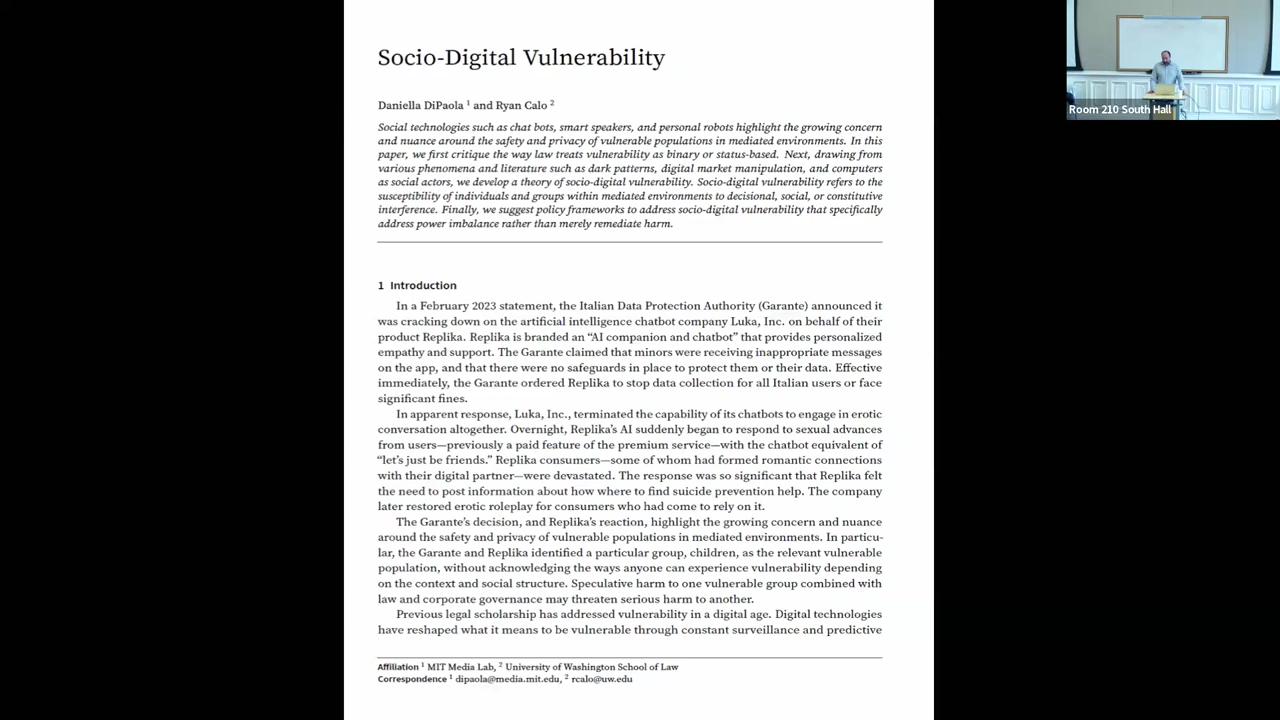 Socio-Digital Vulnerability
Daniella DiPaola 1 and Ryan Calo 2
Social technologies such as chat bots, smart speakers, and personal robots highlight the growing concern
and nuance around the safety and privacy of vulnerable populations in mediated environments. In this
paper, we first critique the way law treats vulnerability as binary or status-based. Next, drawing from
various phenomena and literature such as dark patterns, digital market manipulation, and computers
as social actors, we develop a theory of socio-digital vulnerability. Socio-digital vulnerability refers to the
susceptibility of individuals and groups within mediated environments to decisional, social, or constitutive
interference. Finally, we suggest policy frameworks to address socio-digital vulnerability that specifically
address power imbalance rather than merely remediate harm.
1 Introduction
In a February 2023 statement, the Italian Data Protection Authority (Garante) announced it
was cracking down on the artificial intelligence chatbot company Luka, Inc. on behalf of their
product Replika. Replika is branded an “AI companion and chatbot” that provides personalized
empathy and support. The Garante claimed that minors were receiving inappropriate messages
on the app, and that there were no safeguards in place to protect them or their data. Effective
immediately, the Garante ordered Replika to stop data collection for all Italian users or face
significant fines.
In apparent response, Luka, Inc., terminated the capability of its chatbots to engage in erotic
conversation altogether. Overnight, Replika’s AI suddenly began to respond to sexual advances
from users—previously a paid feature of the premium service—with the chatbot equivalent of
“let’s just be friends.” Replika consumers—some of whom had formed romantic connections
with their digital partner—were devastated. The response was so significant that Replika felt
the need to post information about how where to find suicide prevention help. The company
later restored erotic roleplay for consumers who had come to rely on it.
The Garante’s decision, and Replika’s reaction, highlight the growing concern and nuance
around the safety and privacy of vulnerable populations in mediated environments. In particu-
lar, the Garante and Replika identified a particular group, children, as the relevant vulnerable
population, without acknowledging the ways anyone can experience vulnerability depending
on the context and social structure. Speculative harm to one vulnerable group combined with
law and corporate governance may threaten serious harm to another.
Previous legal scholarship has addressed vulnerability in a digital age. Digital technologies
have reshaped what it means to be vulnerable through constant surveillance and predictive
Affiliation 1 MIT Media Lab, 2 University of Washington School of Law
Correspondence 1 dipaola@media.mit.edu, 2 rcalo@uw.edu
Room 210 South Hall